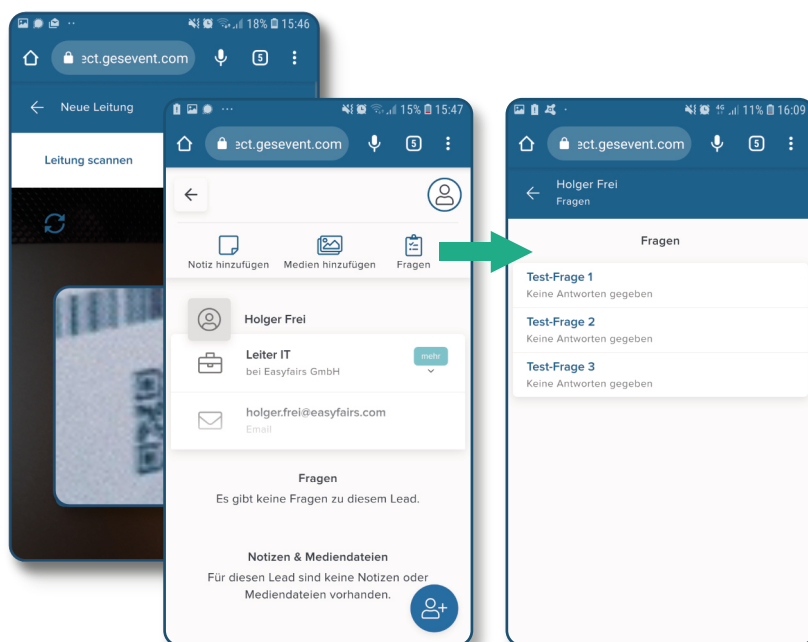 18% 15:46
ect.gesevent.com
5
Neue Leitung
Leitung scannen
15% 15:47
ect.gesevent.com
5
Notiz hinzufügen Medien hinzufügen Fragen
Holger Frei
Leiter IT
mehr
bei Easyfairs GmbH
holger.frei@easyfairs.com
Email
Fragen
Es gibt keine Fragen zu diesem Lead.
Notizen & Mediendateien
Für diesen Lead sind keine Notizen oder
Mediendateien vorhanden.
4G 11% 16:09
ect.gesevent.com
5
Holger Frei
Fragen
Fragen
Test-Frage 1
Keine Antworten gegeben
Test-Frage 2
Keine Antworten gegeben
Test-Frage 3
Keine Antworten gegeben